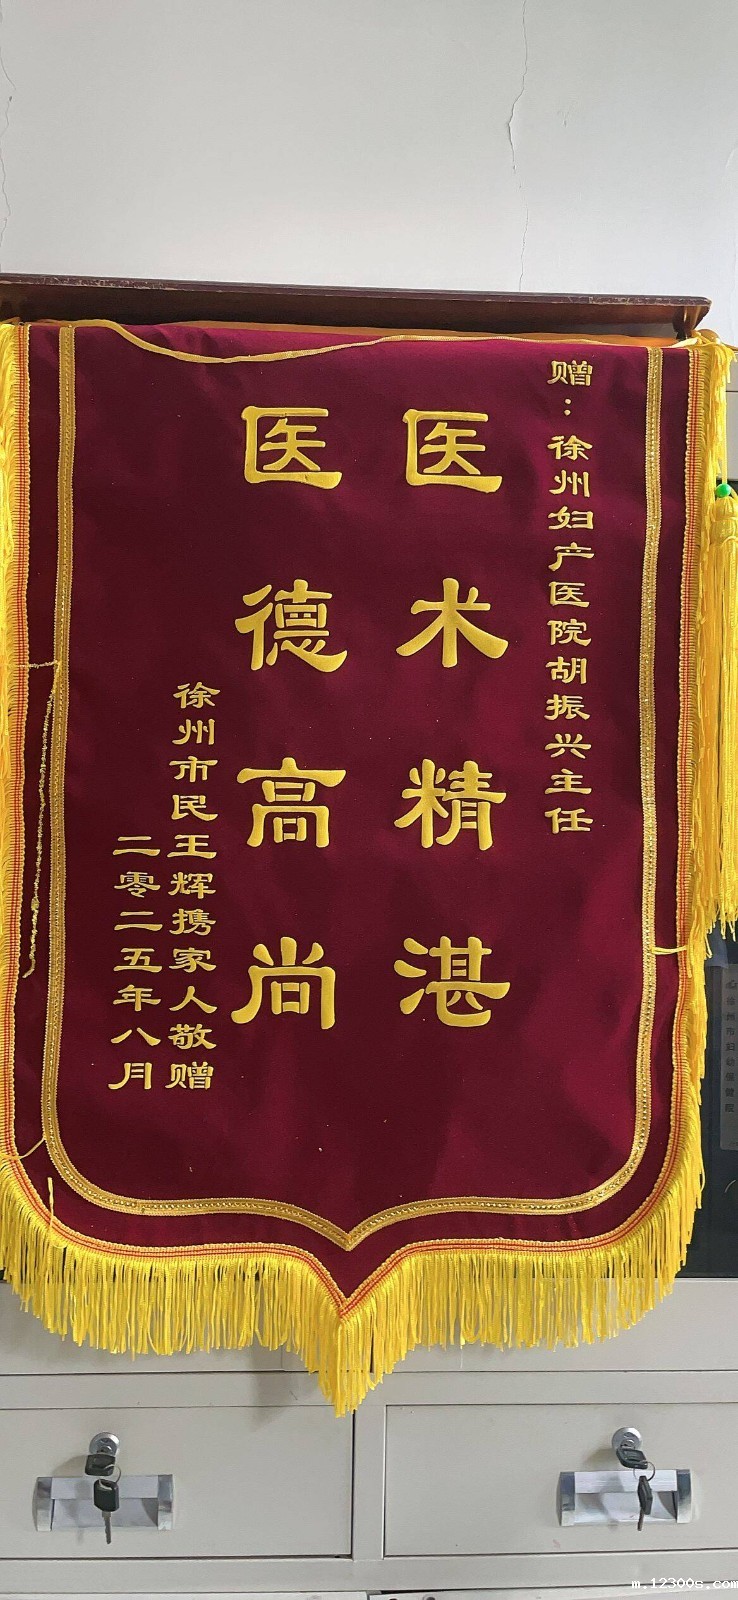 赠：徐州妇产医院胡振兴主任
医术精湛
医德高尚
徐州市民王辉携家人敬赠
二零二五年八月
m.12300s.com